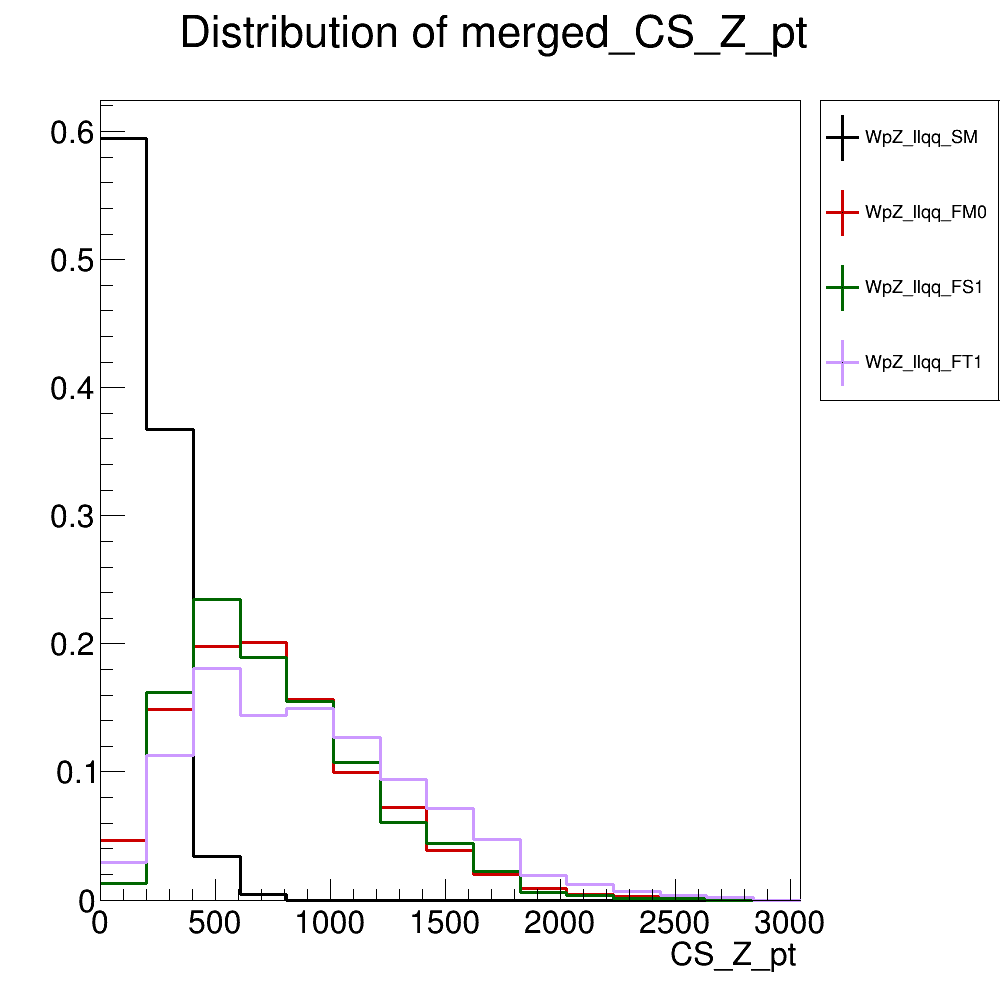 Distribution of merged_CS_Z_pt
WpZ_llqq_SM
WpZ_llqq_FM0
WpZ_llqq_FS1
WpZ_llqq_FT1
0.6
0.5
0.4
0.3
0.2
0.1
0
0 500 1000 1500 2000 2500 3000
CS_Z_pt